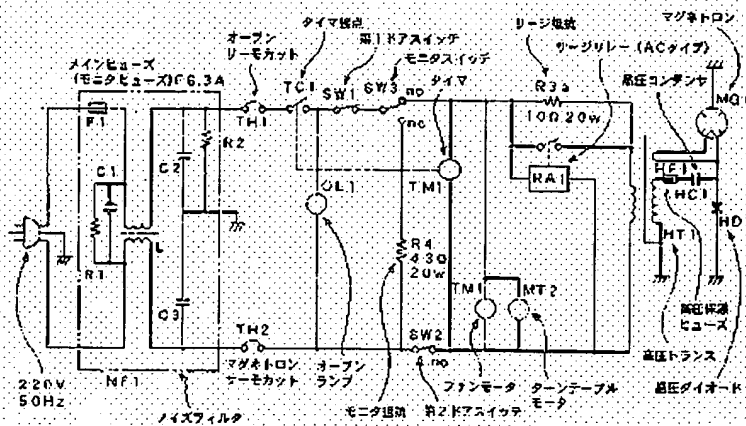 オーブン
サーモカット
タイマ接点
第1ドアスイッチ
モニタスイッチ
タイマ
リージ抵抗
サージリレー(ACタイプ)
マグネトロン
高圧コンデンサ
メインヒューズ
(モニタヒューズ)F6.3A
F1
TH1
TC1
SW1
SW3
no
nc
R3a
10Ω20w
MG1
C1
R1
L
C2
R2
C3
OL1
TM1
RA1
HF1
HC1
HD
HT1
R4
43Ω
20w
TM1
MT2
TH2
SW2
no
220V
50Hz
NF1
ノイズフィルタ
マグネトロン
サーモカット
オーブン
ランプ
モニタ抵抗
第2ドアスイッチ
ファンモータ
ターンテーブル
モータ
高圧保護
ヒューズ
高圧トランス
高圧ダイオード